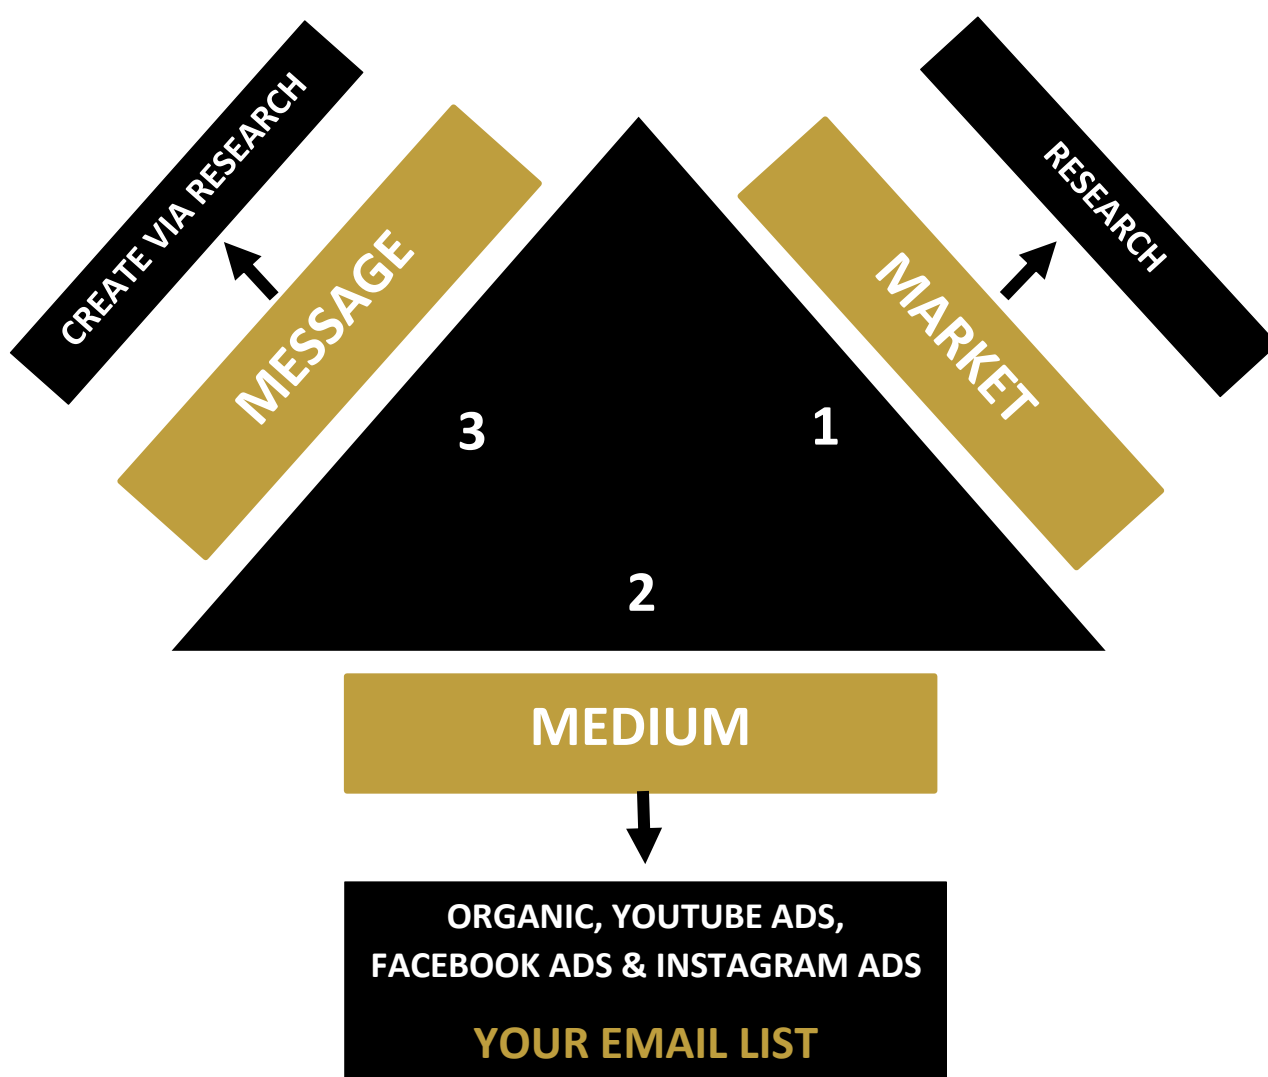 CREATE VIA RESEARCH
MESSAGE
RESEARCH
MARKET
3
1
2
MEDIUM
ORGANIC, YOUTUBE ADS,
FACEBOOK ADS & INSTAGRAM ADS
YOUR EMAIL LIST